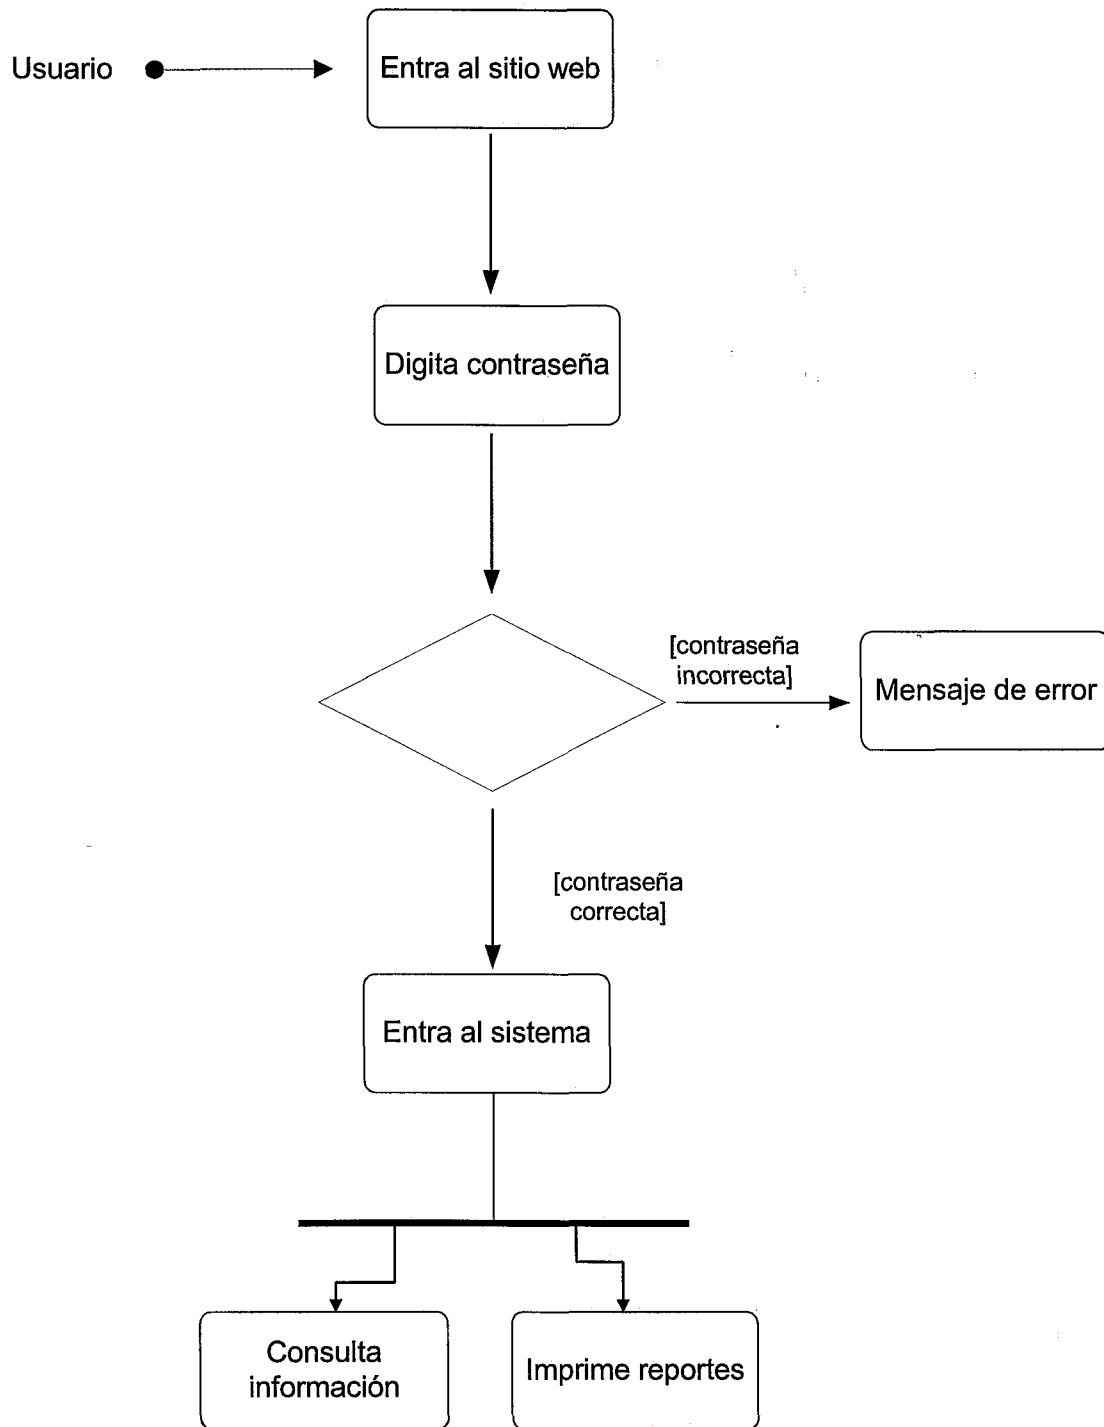 Usuario
Entra al sitio web
Digita contraseña
[contraseña
incorrecta]
Mensaje de error
[contraseña
correcta]
Entra al sistema
Consulta
información
Imprime reportes